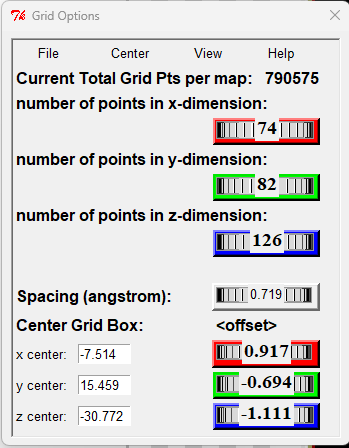 Grid Options
File Center View Help
Current Total Grid Pts per map: 790575
number of points in x-dimension:
74
number of points in y-dimension:
82
number of points in z-dimension:
126
Spacing (angstrom): 0.719
Center Grid Box: <offset>
x center: -7.514 0.917
y center: 15.459 -0.694
z center: -30.772 -1.111